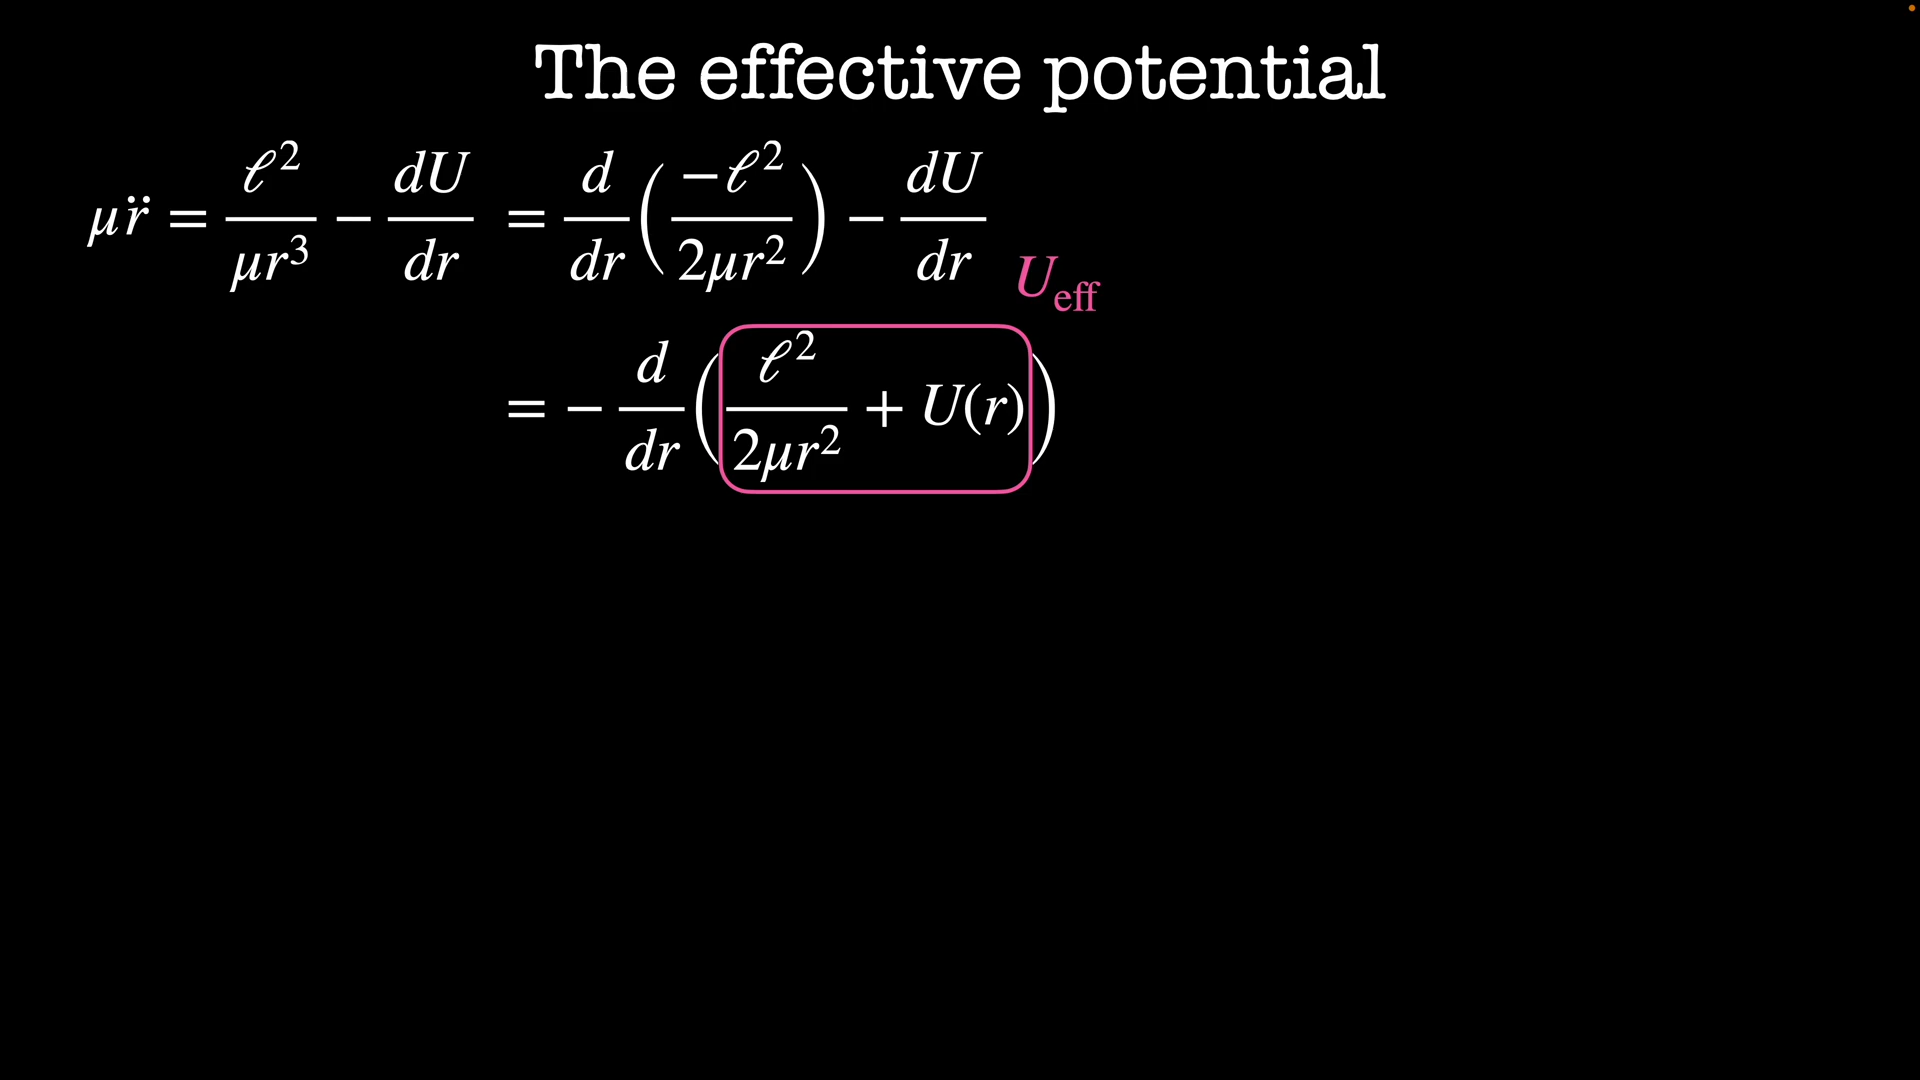 The effective potential
μr̈ = ℓ²/μr³ − dU/dr = d/dr(−ℓ²/2μr²) − dU/dr
U_eff
= − d/dr(ℓ²/2μr² + U(r))